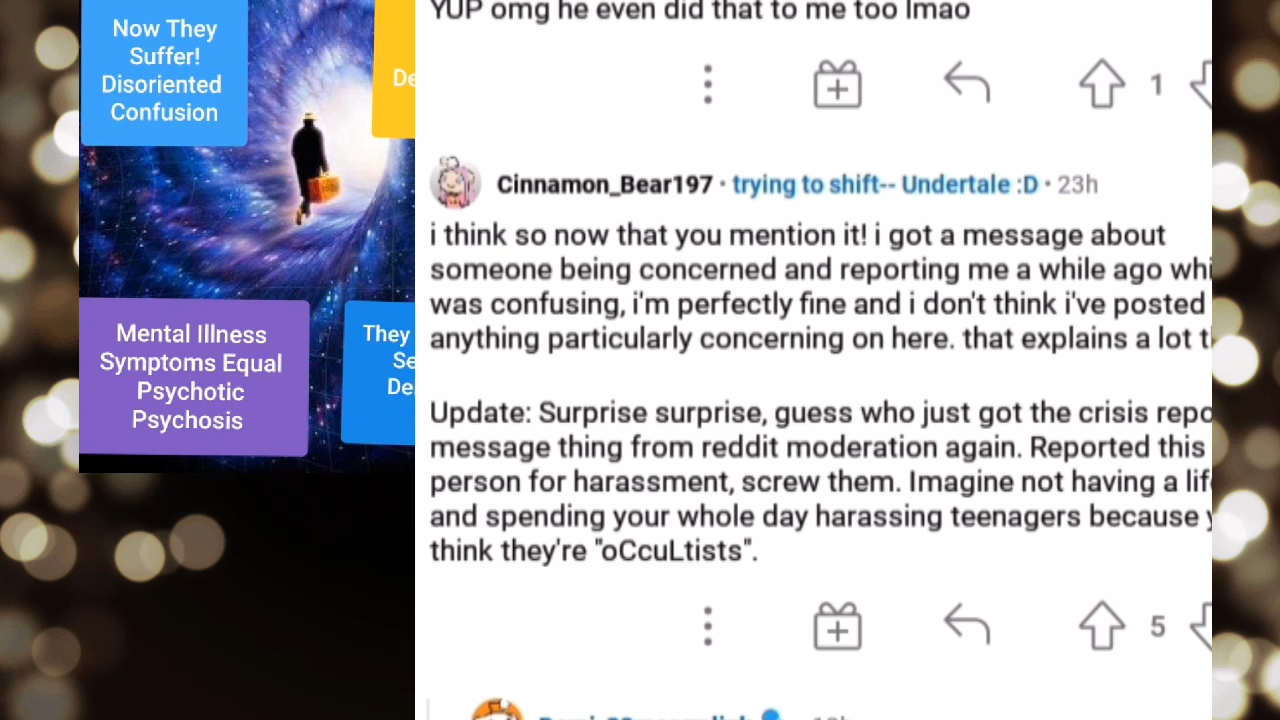 Now They
Suffer!
Disoriented
Confusion
Mental Illness
Symptoms Equal
Psychotic
Psychosis
They
YUP omg he even did that to me too lmao
1
Cinnamon_Bear197 · trying to shift-- Undertale :D · 23h
i think so now that you mention it! i got a message about
someone being concerned and reporting me a while ago
was confusing, i'm perfectly fine and i don't think i've posted
anything particularly concerning on here. that explains a lot
Update: Surprise surprise, guess who just got the crisis
message thing from reddit moderation again. Reported this
person for harassment, screw them. Imagine not having a
and spending your whole day harassing teenagers because
think they're "oCcuLtists".
5